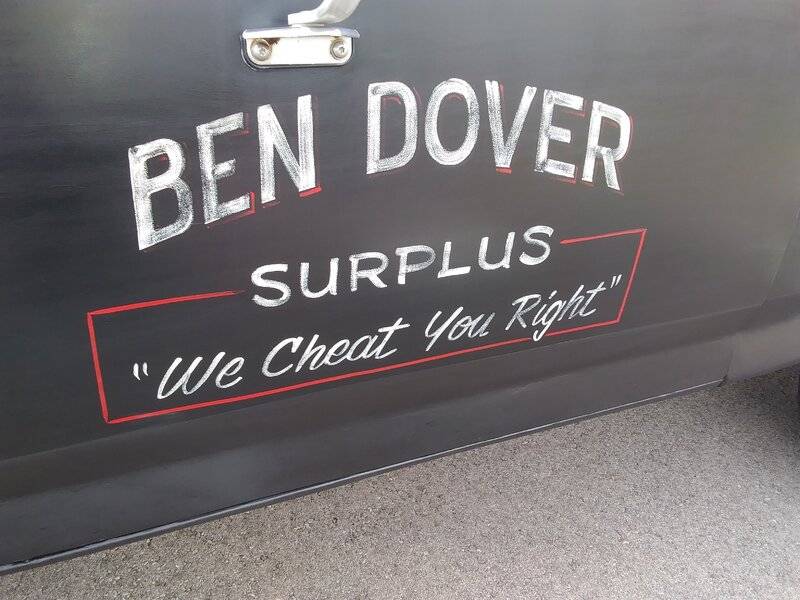 BEN DOVER
SURPLUS
"We Cheat You Right"